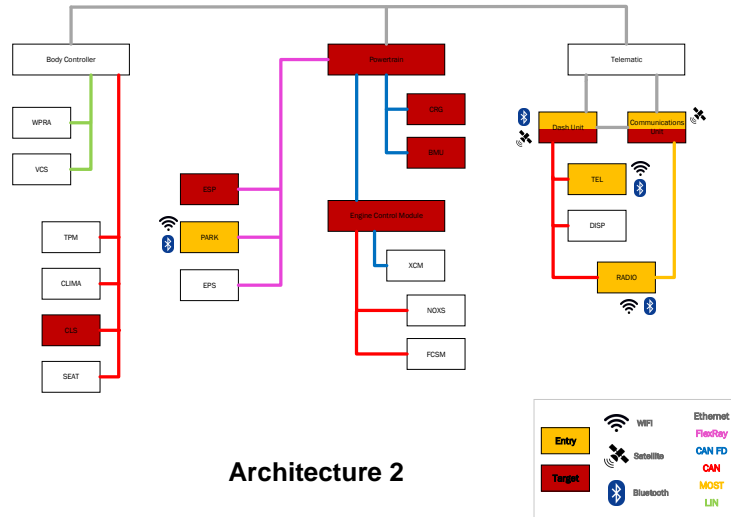 Body Controller
Powertrain
Telematic
WPRA
VCS
TPM
CLIMA
CLS
SEAT
ESP
PARK
EPS
CRG
BMU
Engine Control Module
XCM
NOXS
FCSM
Dash Unit
Communications
Unit
TEL
DISP
RADIO
Architecture 2
Entry
Target
WiFi
Satellite
Bluetooth
Ethernet
FlexRay
CAN FD
CAN
MOST
LIN